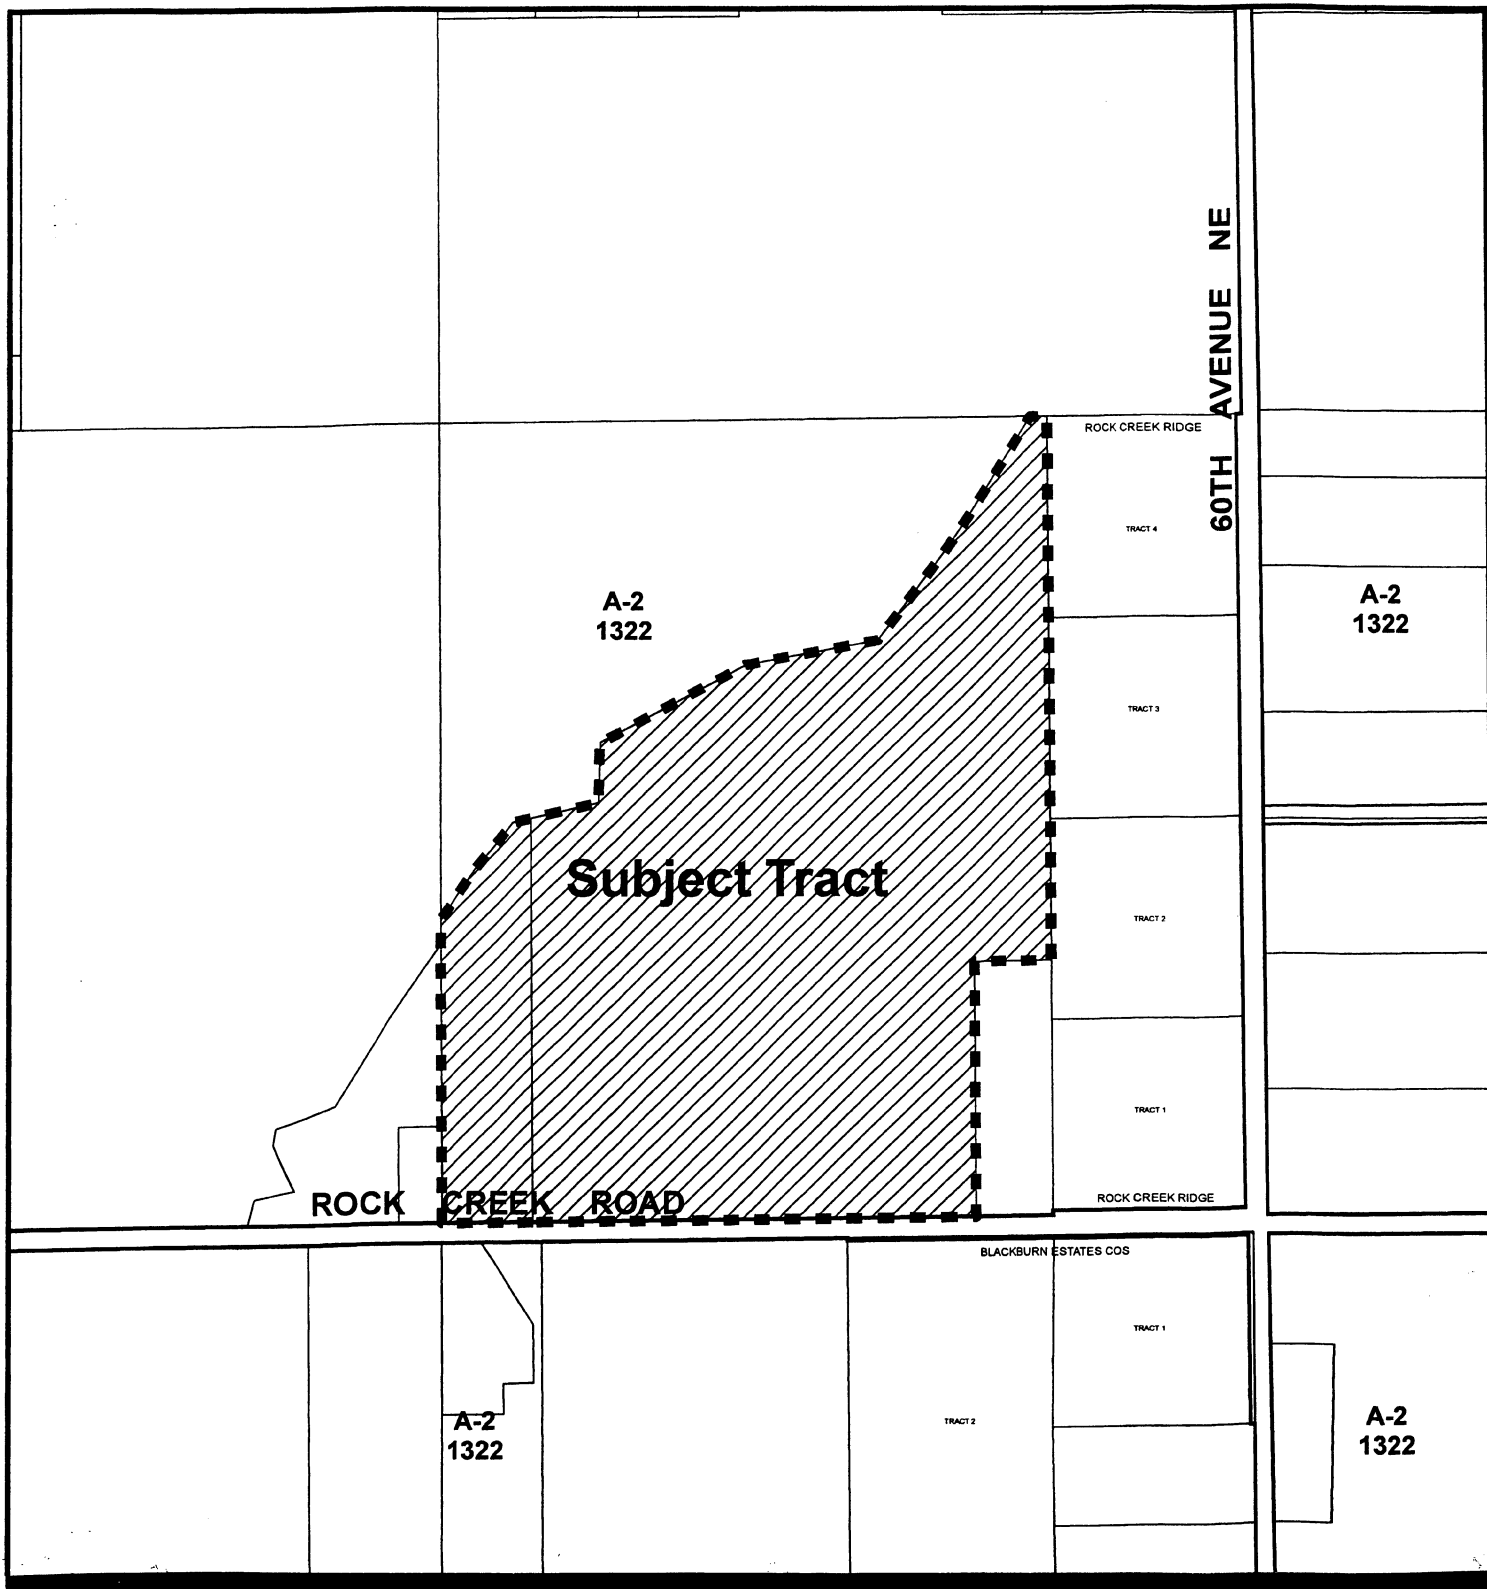 60TH AVENUE NE
ROCK CREEK RIDGE
TRACT 4
A-2
1322
A-2
1322
TRACT 3
Subject Tract
TRACT 2
TRACT 1
ROCK CREEK ROAD
ROCK CREEK RIDGE
BLACKBURN ESTATES COS
TRACT 1
A-2
1322
TRACT 2
A-2
1322